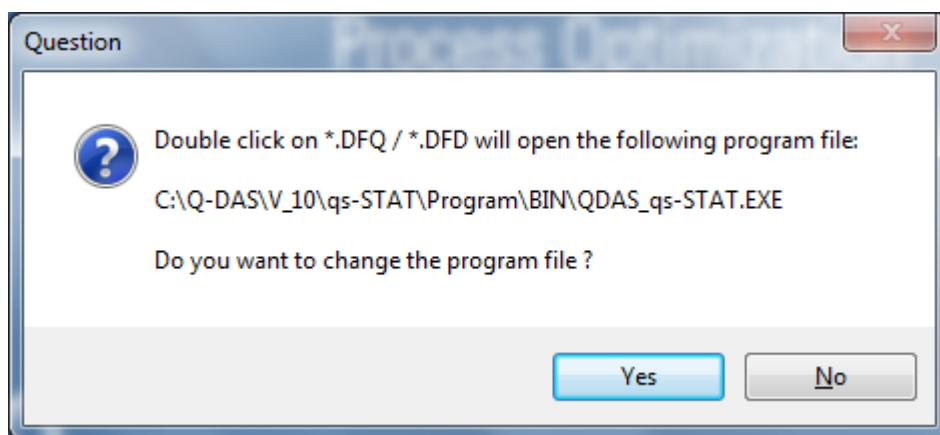 Process Optimization
Question
Double click on *.DFQ / *.DFD will open the following program file:
C:\Q-DAS\V_10\qs-STAT\Program\BIN\QDAS_qs-STAT.EXE
Do you want to change the program file ?
Yes
No